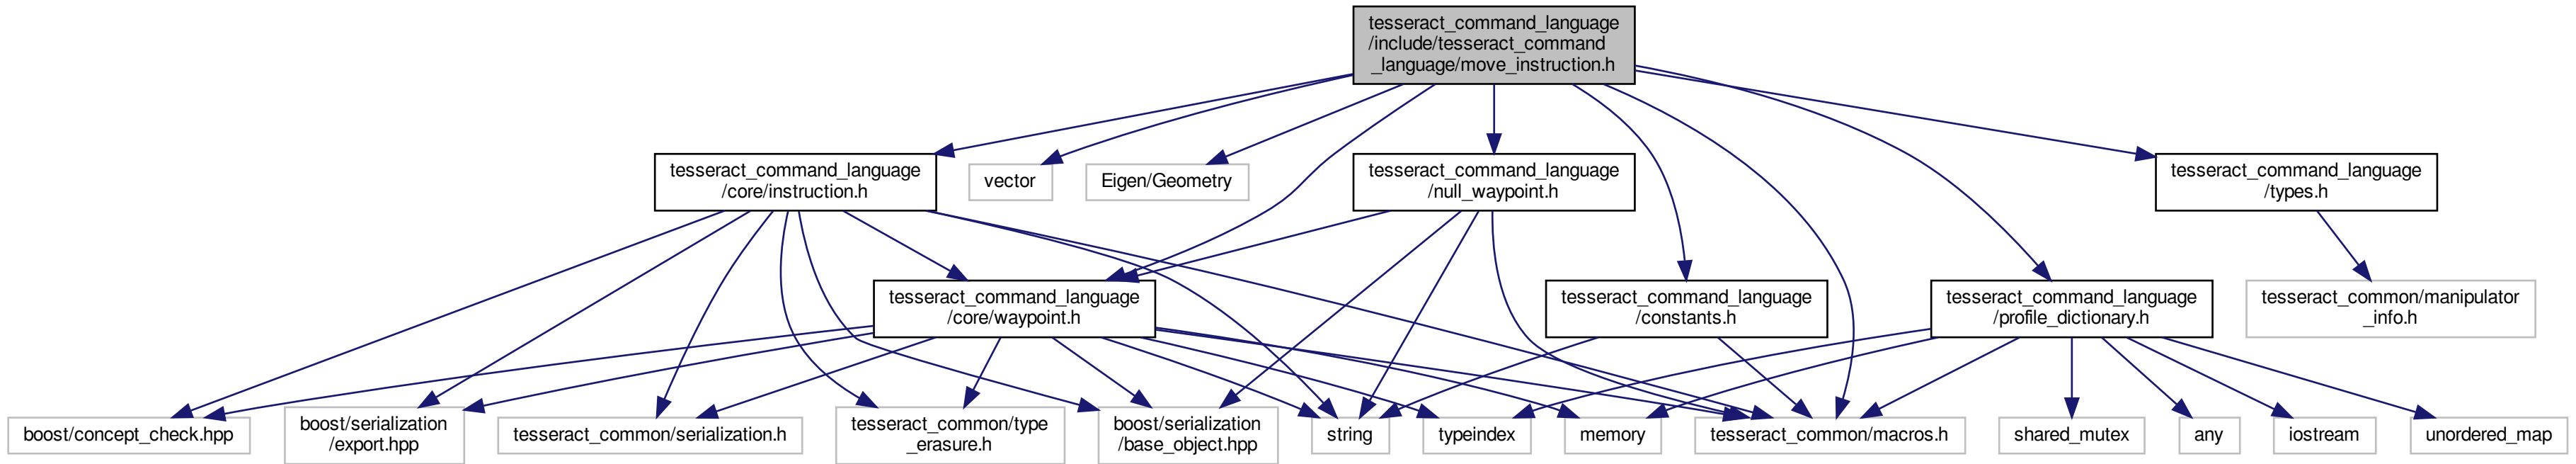 tesseract_command_language
/include/tesseract_command
_language/move_instruction.h
tesseract_command_language
/core/instruction.h
vector
Eigen/Geometry
tesseract_command_language
/null_waypoint.h
tesseract_command_language
/types.h
tesseract_command_language
/core/waypoint.h
tesseract_command_language
/constants.h
tesseract_command_language
/profile_dictionary.h
tesseract_common/manipulator
_info.h
boost/concept_check.hpp
boost/serialization
/export.hpp
tesseract_common/serialization.h
tesseract_common/type
_erasure.h
boost/serialization
/base_object.hpp
string
typeindex
memory
tesseract_common/macros.h
shared_mutex
any
iostream
unordered_map